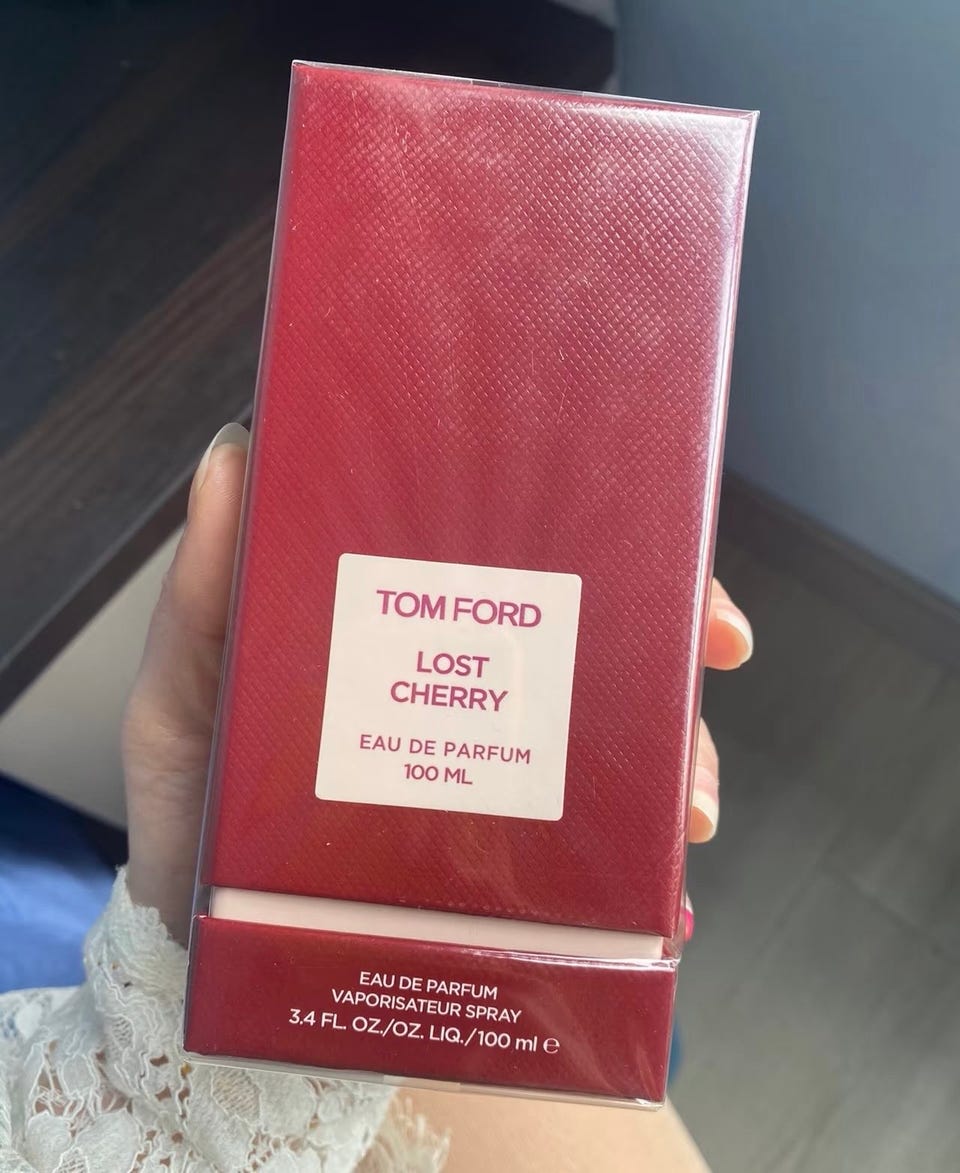 TOM FORD
LOST
CHERRY
EAU DE PARFUM
100 ML
EAU DE PARFUM
VAPORISATEUR SPRAY
3.4 FL. OZ./OZ. LIQ./100 ml ℮